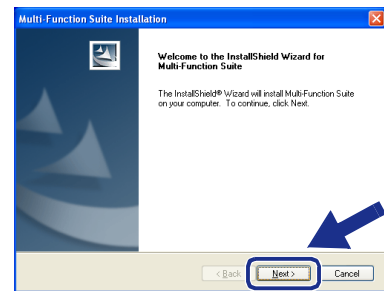 Multi-Function Suite Installation
Welcome to the InstallShield Wizard for
Multi-Function Suite
The InstallShield® Wizard will install Multi-Function Suite
on your computer. To continue, click Next.
< Back
Next >
Cancel